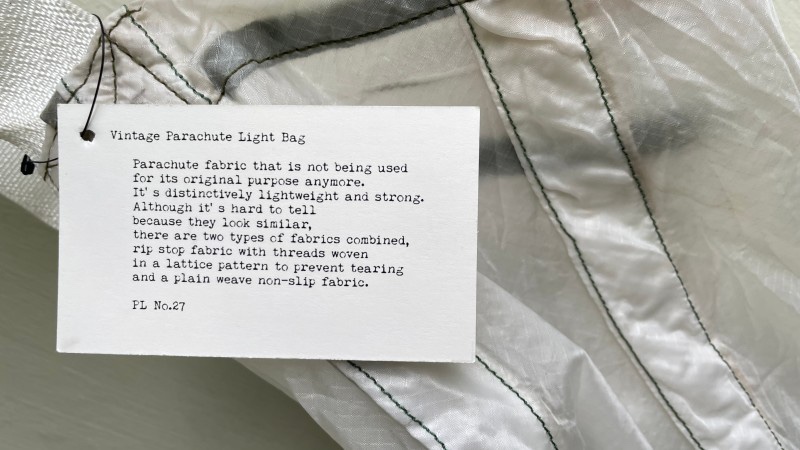 Vintage Parachute Light Bag
Parachute fabric that is not being used
for its original purpose anymore.
It's distinctively lightweight and strong.
Although it's hard to tell
because they look similar,
there are two types of fabrics combined,
rip stop fabric with threads woven
in a lattice pattern to prevent tearing
and a plain weave non-slip fabric.
PL No.27